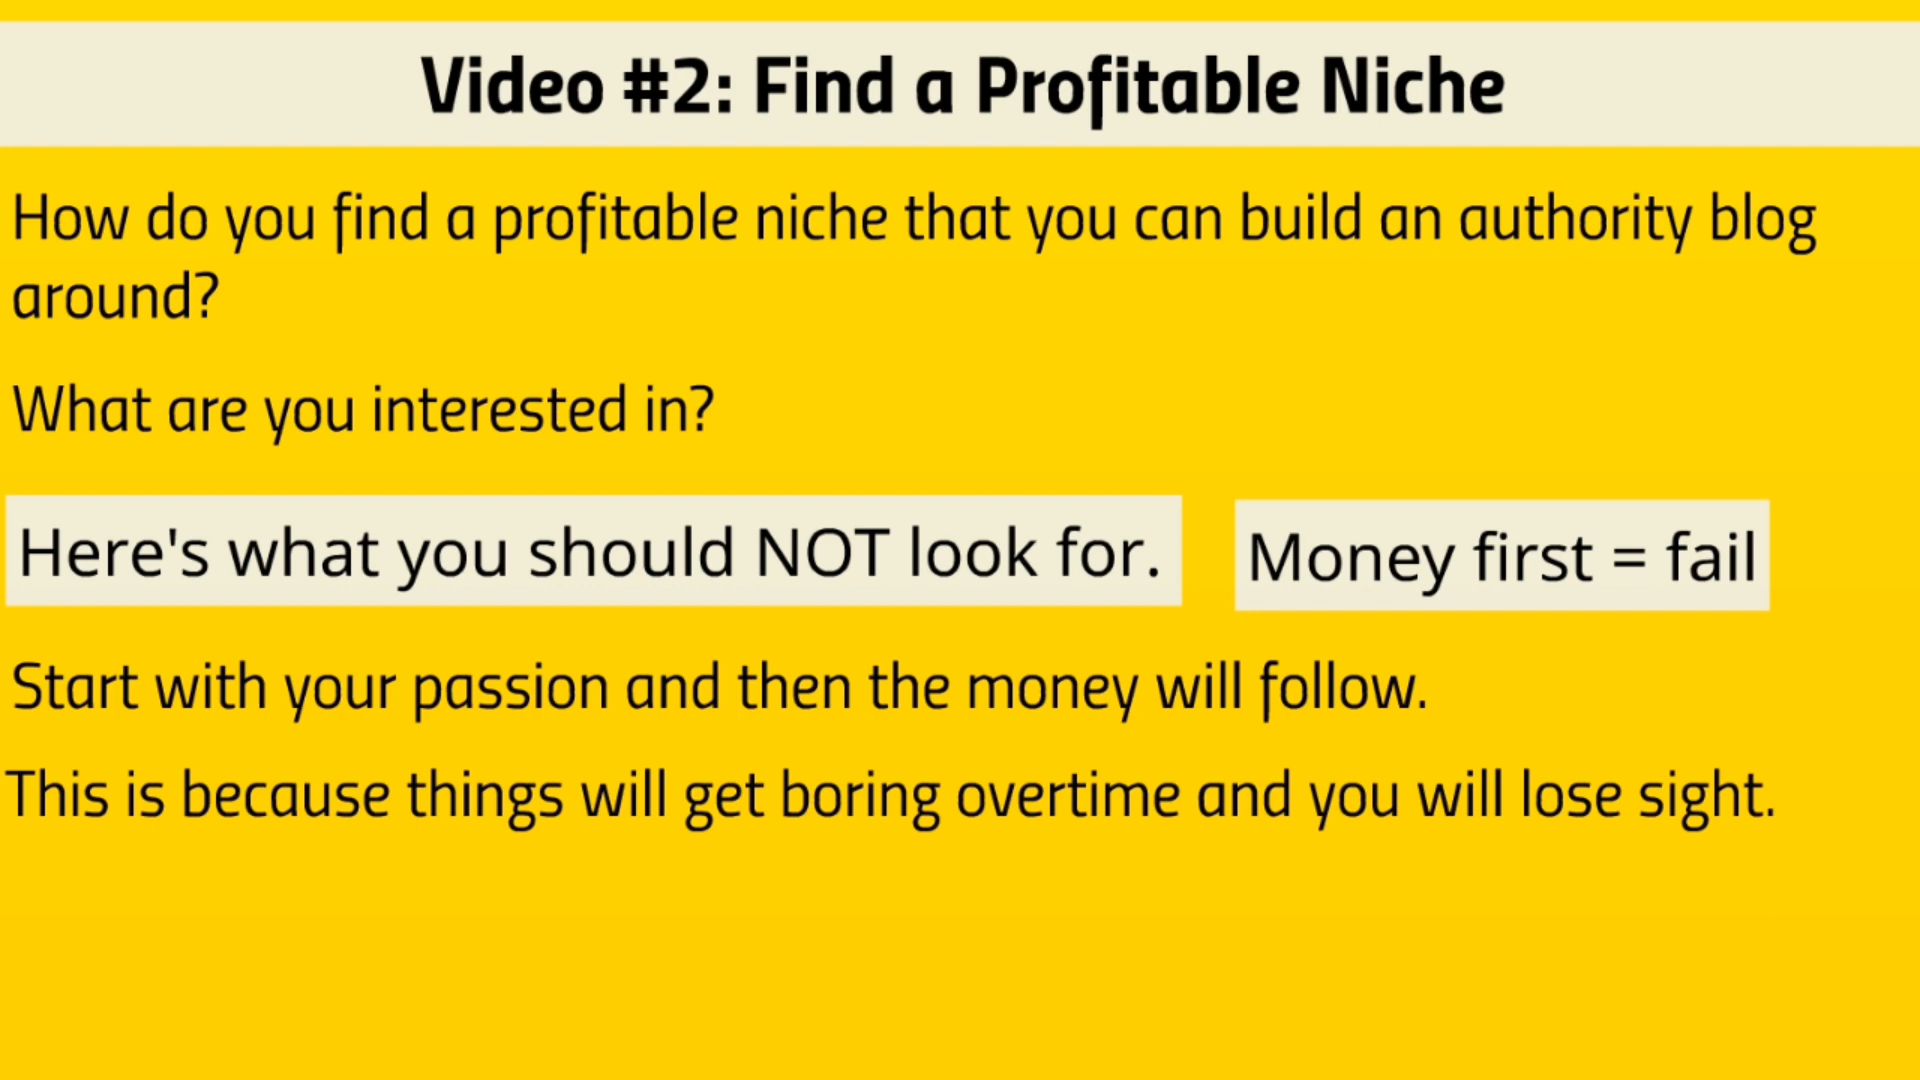 Video #2: Find a Profitable Niche
How do you find a profitable niche that you can build an authority blog
around?
What are you interested in?
Here's what you should NOT look for.
Money first = fail
Start with your passion and then the money will follow.
This is because things will get boring overtime and you will lose sight.